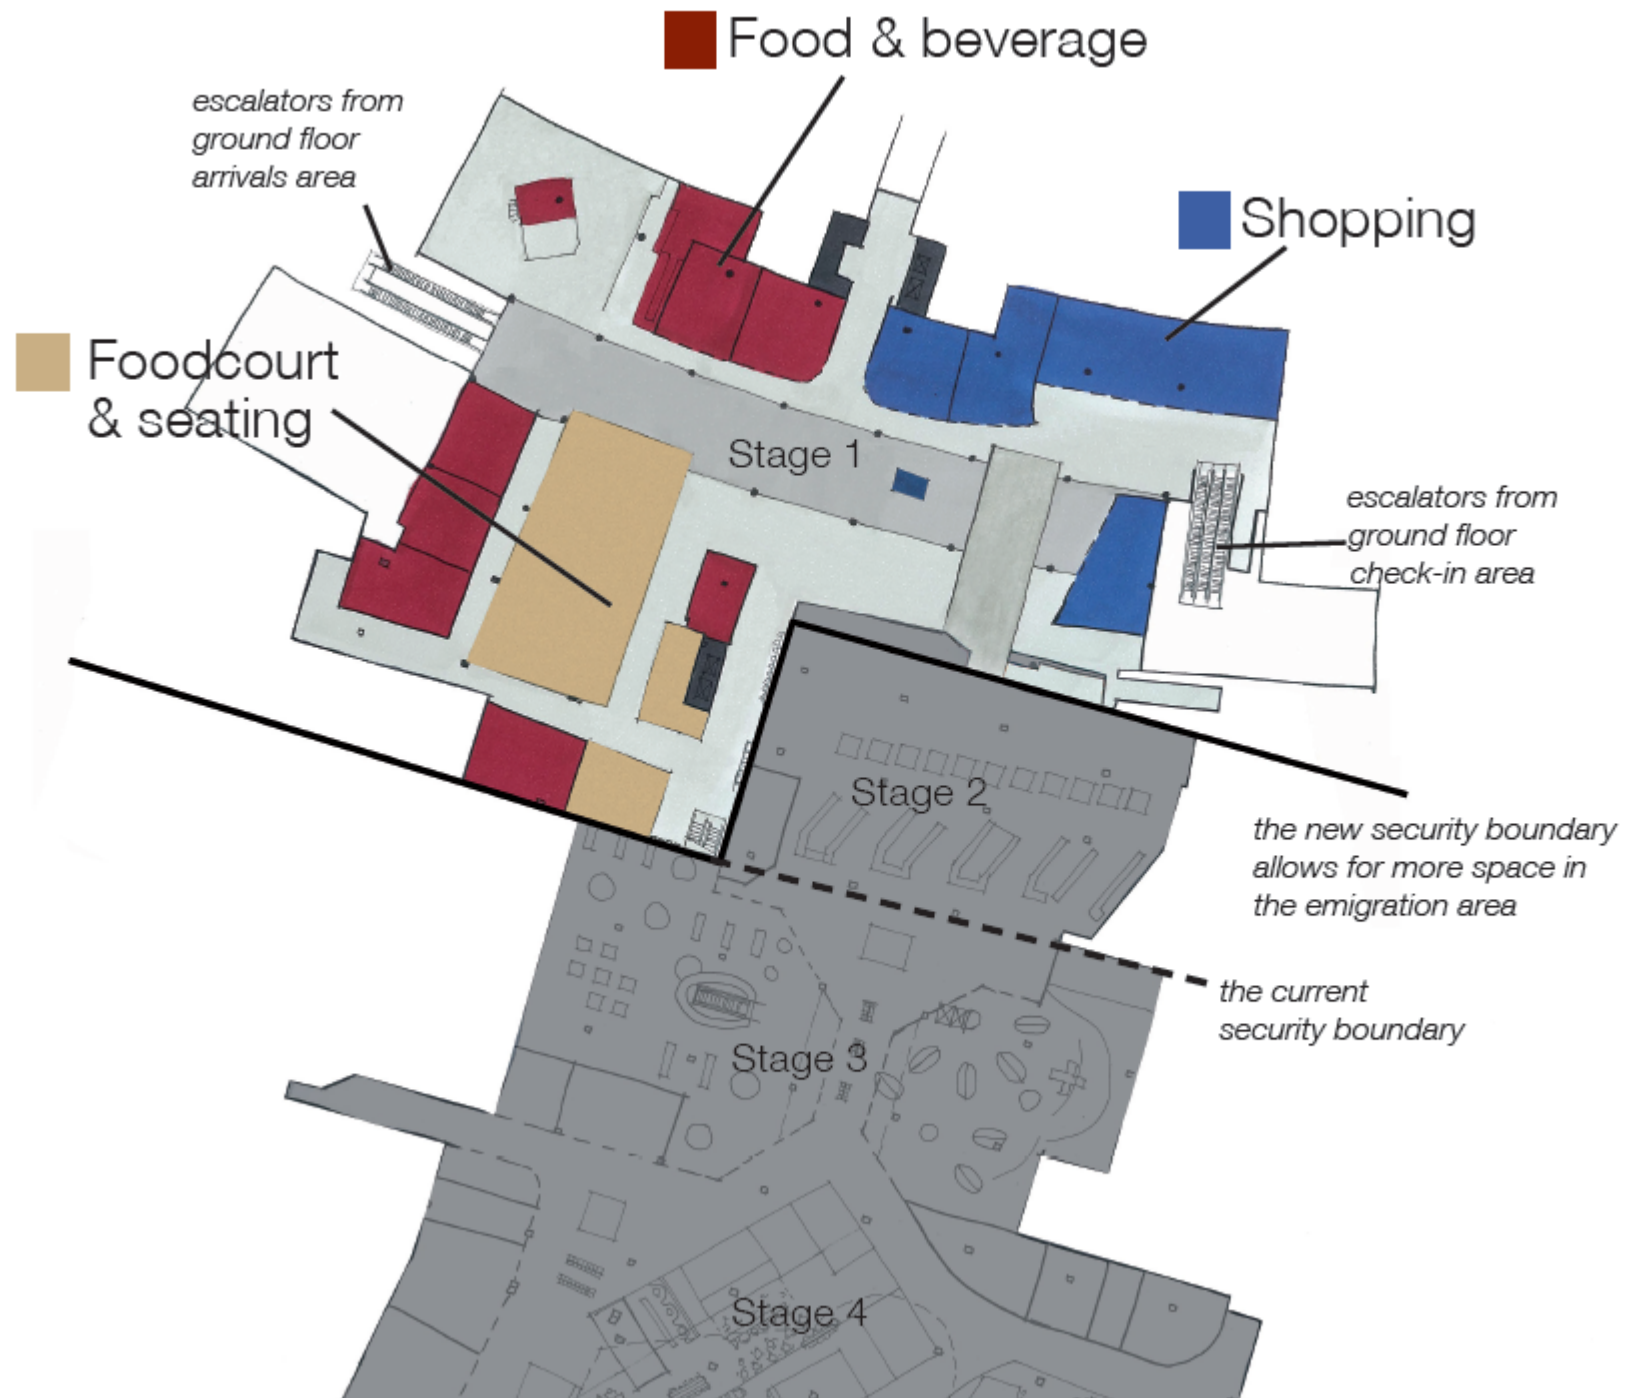 Food & beverage
escalators from
ground floor
arrivals area
Shopping
Foodcourt
& seating
Stage 1
escalators from
ground floor
check-in area
Stage 2
the new security boundary
allows for more space in
the emigration area
the current
security boundary
Stage 3
Stage 4